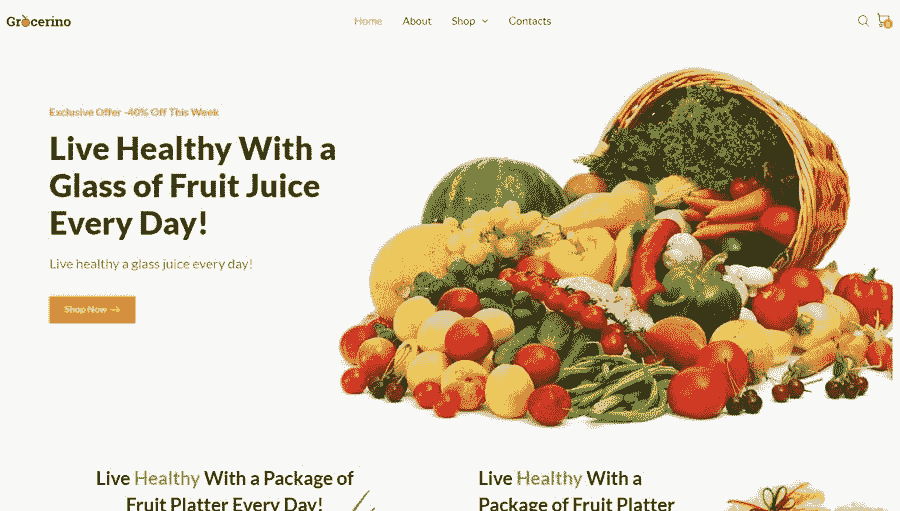 Grocerino
Home
About
Shop
Contacts
0
Exclusive Offer -40% Off This Week
Live Healthy With a
Glass of Fruit Juice
Every Day!
Live healthy a glass juice every day!
Shop Now →
Live Healthy With a Package of
Fruit Platter Every Day!
Live Healthy With a
Package of Fruit Platter